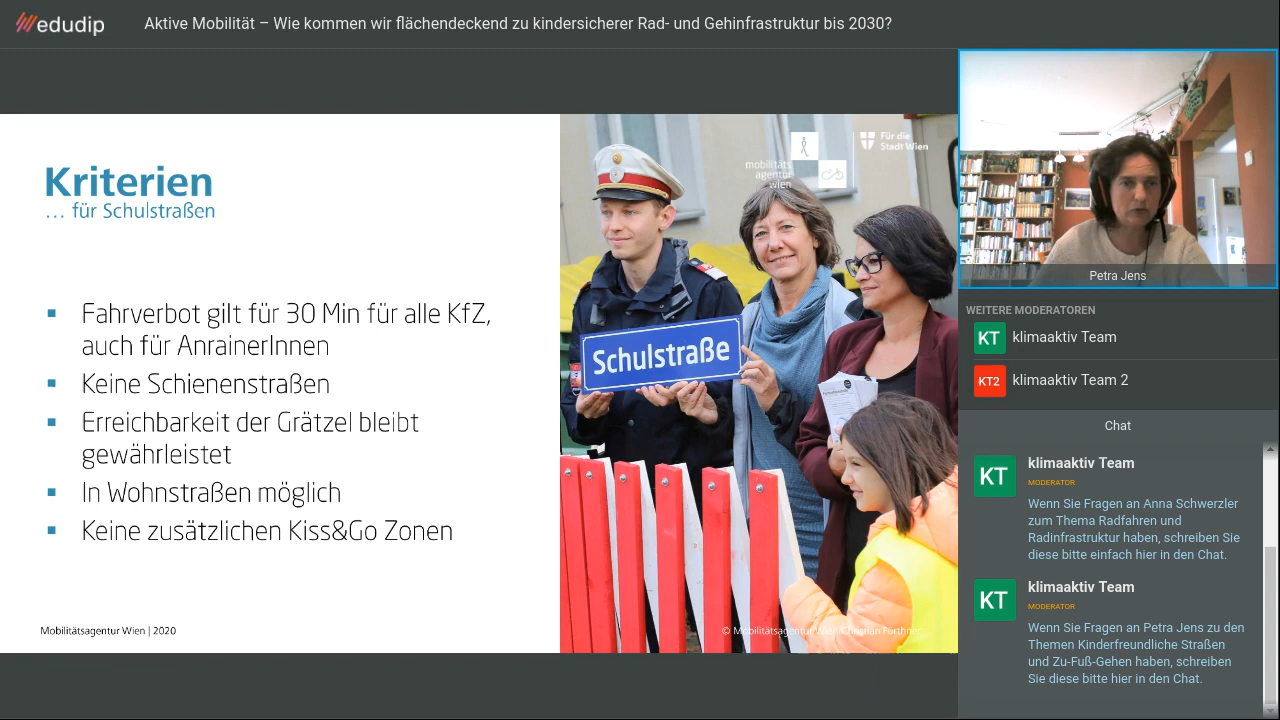 edudip
Aktive Mobilität – Wie kommen wir flächendeckend zu kindersicherer Rad- und Gehinfrastruktur bis 2030?
Kriterien
... für Schulstraßen
Fahrverbot gilt für 30 Min für alle KfZ,
auch für AnrainerInnen
Keine Schienenstraßen
Erreichbarkeit der Grätzel bleibt
gewährleistet
In Wohnstraßen möglich
Keine zusätzlichen Kiss&Go Zonen
Mobilitätsagentur Wien | 2020
mobilitäts
agentur
wien
Für die
Stadt Wien
Schulstraße
© Mobilitätsagentur Wien Christian Fürthner
Petra Jens
WEITERE MODERATOREN
KT
klimaaktiv Team
KT2
klimaaktiv Team 2
Chat
KT
klimaaktiv Team
MODERATOR
Wenn Sie Fragen an Anna Schwerzler
zum Thema Radfahren und
Radinfrastruktur haben, schreiben Sie
diese bitte einfach hier in den Chat.
KT
klimaaktiv Team
MODERATOR
Wenn Sie Fragen an Petra Jens zu den
Themen Kinderfreundliche Straßen
und Zu-Fuß-Gehen haben, schreiben
Sie diese bitte hier in den Chat.